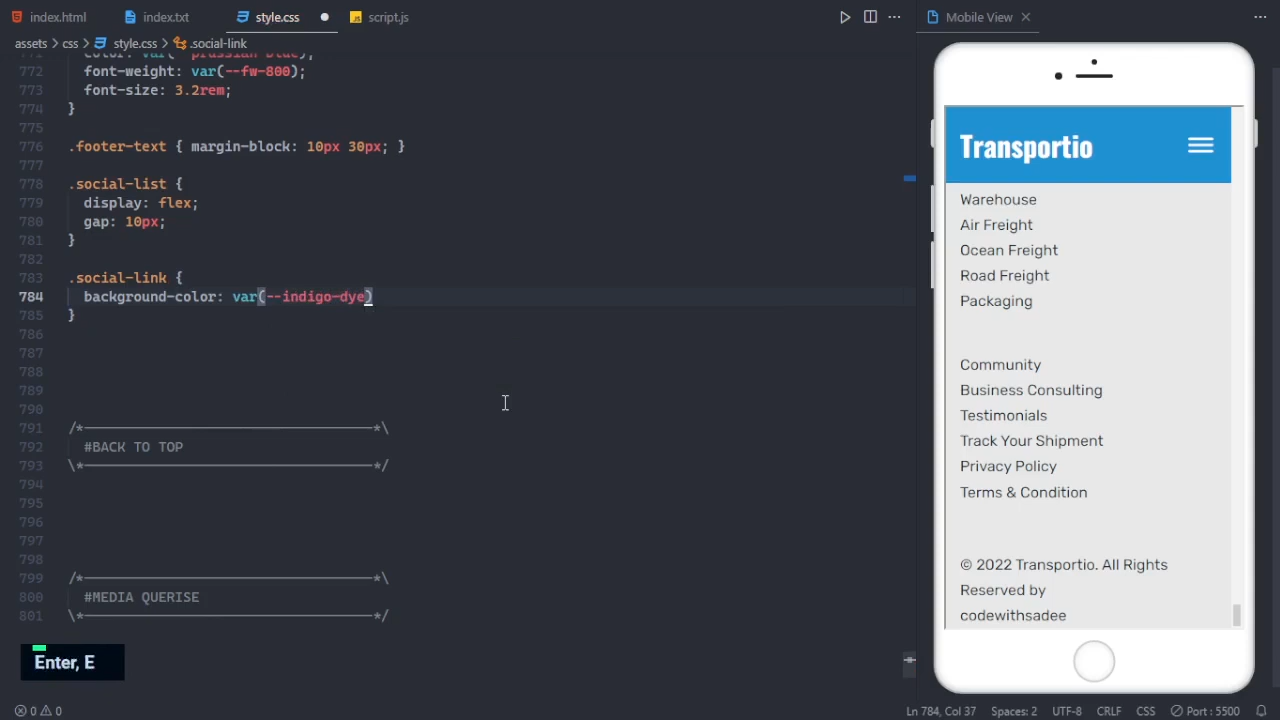 index.html
index.txt
style.css
script.js
Mobile View
assets > css > style.css > .social-link
771 color: var(--prussian-blue);
772 font-weight: var(--fw-800);
773 font-size: 3.2rem;
774 }
775
776 .footer-text { margin-block: 10px 30px; }
777
778 .social-list {
779 display: flex;
780 gap: 10px;
781 }
782
783 .social-link {
784 background-color: var(--indigo-dye)
785 }
786
787
788
789
790
791 /*-----------------------------------*\
792 #BACK TO TOP
793 \*-----------------------------------*/
794
795
796
797
798
799 /*-----------------------------------*\
800 #MEDIA QUERISE
801 \*-----------------------------------*/
Transportio
Warehouse
Air Freight
Ocean Freight
Road Freight
Packaging
Community
Business Consulting
Testimonials
Track Your Shipment
Privacy Policy
Terms & Condition
© 2022 Transportio. All Rights
Reserved by
codewithsadee
Enter, E
0 0
Ln 784, Col 37 Spaces: 2 UTF-8 CRLF CSS Port : 5500